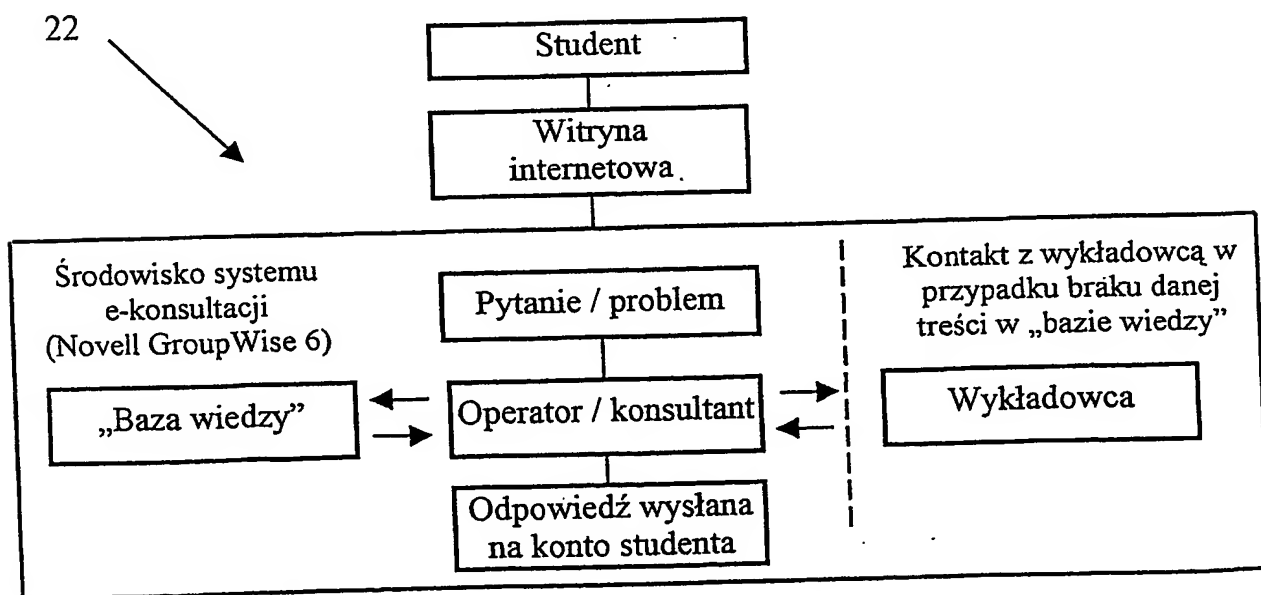 22
Student
Witryna
internetowa
Środowisko systemu
e-konsultacji
(Novell GroupWise 6)
„Baza wiedzy”
Pytanie / problem
Operator / konsultant
Odpowiedź wysłana
na konto studenta
Kontakt z wykładowcą w
przypadku braku danej
treści w „bazie wiedzy”
Wykładowca